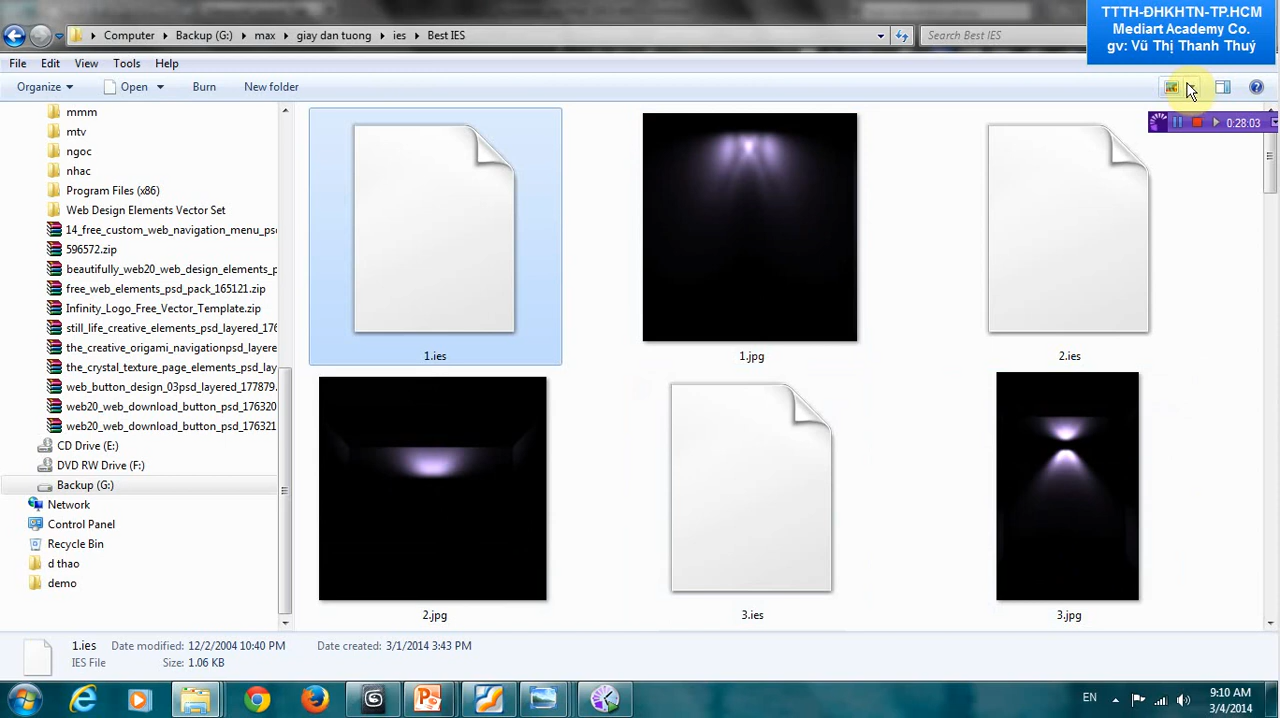 TTTH-ĐHKHTN-TP.HCM
Mediart Academy Co.
gv: Vũ Thị Thanh Thuý
Computer
Backup (G:)
max
giay dan tuong
ies
Best IES
Search Best IES
File
Edit
View
Tools
Help
Organize
Open
Burn
New folder
0:28:03
mmm
mtv
ngoc
nhac
Program Files (x86)
Web Design Elements Vector Set
14_free_custom_web_navigation_menu_psd
596572.zip
beautifully_web20_web_design_elements_p
free_web_elements_psd_pack_165121.zip
Infinity_Logo_Free_Vector_Template.zip
still_life_creative_elements_psd_layered_176
the_creative_origami_navigationpsd_layere
the_crystal_texture_page_elements_psd_lay
web_button_design_03psd_layered_177879.
web20_web_download_button_psd_176320
web20_web_download_button_psd_176321
CD Drive (E:)
DVD RW Drive (F:)
Backup (G:)
Network
Control Panel
Recycle Bin
d thao
demo
1.ies
1.jpg
2.ies
2.jpg
3.ies
3.jpg
1.ies
Date modified: 12/2/2004 10:40 PM
Date created: 3/1/2014 3:43 PM
IES File
Size: 1.06 KB
EN
9:10 AM
3/4/2014